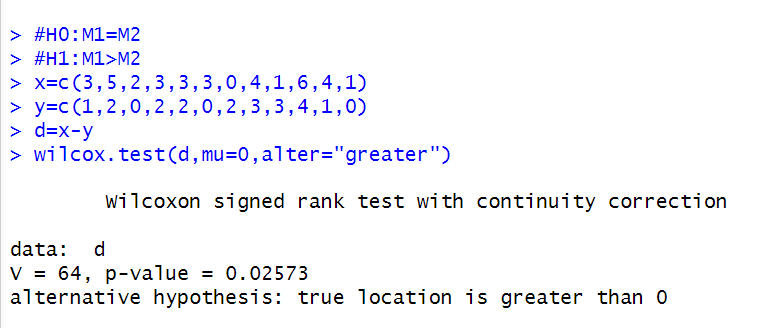 > #H0:M1=M2
> #H1:M1>M2
> x=c(3,5,2,3,3,3,0,4,1,6,4,1)
> y=c(1,2,0,2,2,0,2,3,3,4,1,0)
> d=x-y
> wilcox.test(d,mu=0,alter="greater")
Wilcoxon signed rank test with continuity correction
data:  d
V = 64, p-value = 0.02573
alternative hypothesis: true location is greater than 0